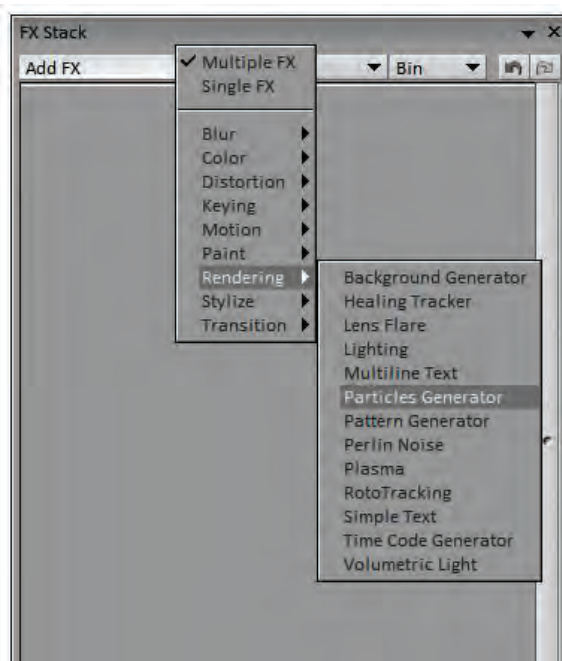 FX Stack
Add FX
Bin
Multiple FX
Single FX
Blur
Color
Distortion
Keying
Motion
Paint
Rendering
Stylize
Transition
Background Generator
Healing Tracker
Lens Flare
Lighting
Multiline Text
Particles Generator
Pattern Generator
Perlin Noise
Plasma
RotoTracking
Simple Text
Time Code Generator
Volumetric Light